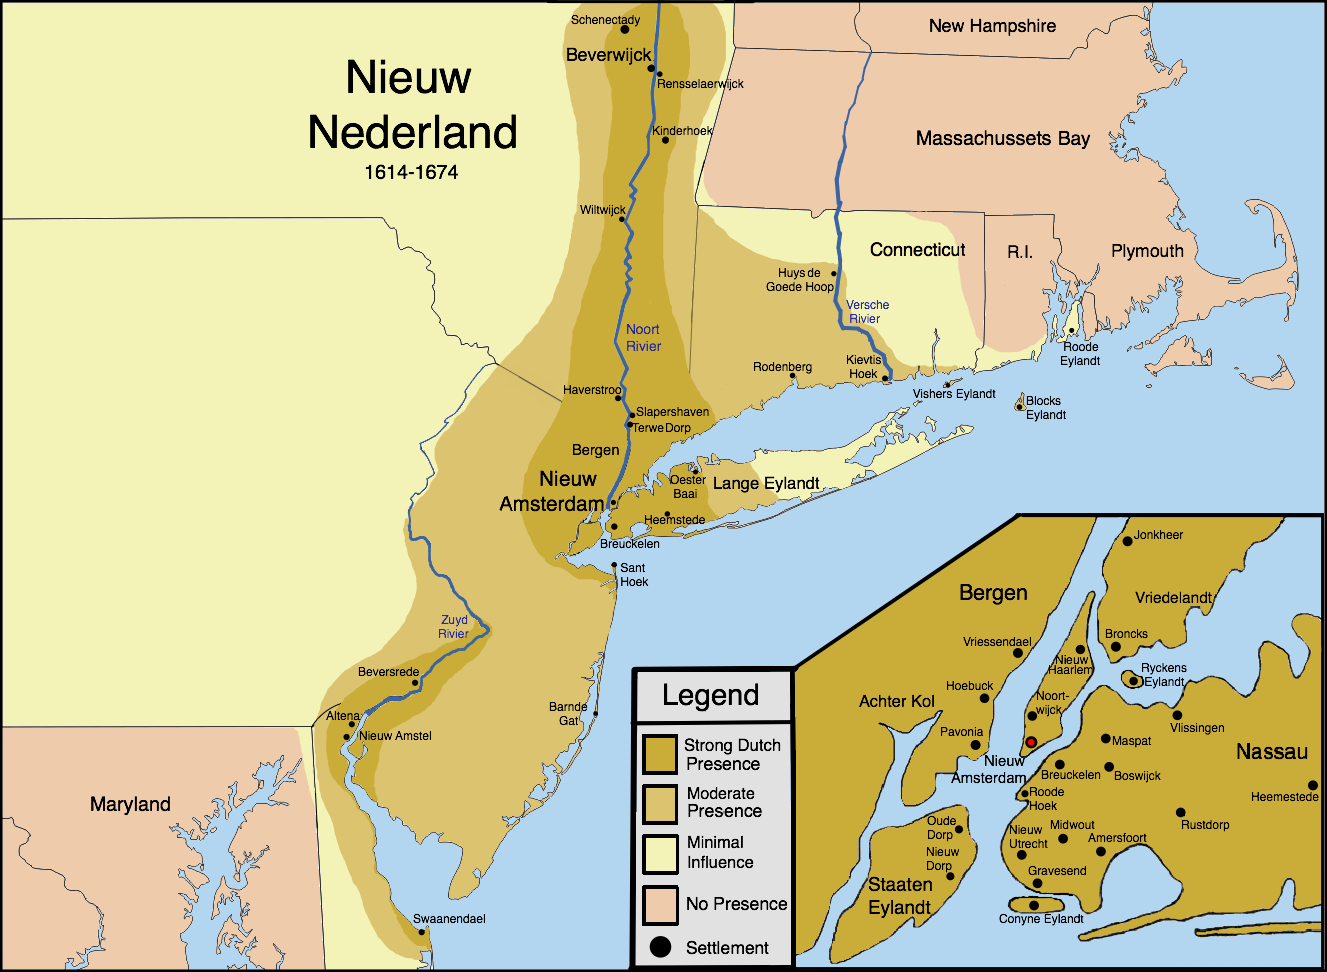 Nieuw
Nederland
1614-1674
Schenectady
Beverwijck
Rensselaerwijck
Kinderhoek
Wiltwijck
Noort
Rivier
Haverstroo
Slapershaven
Terwe Dorp
Bergen
Nieuw
Amsterdam
Oester
Baai
Heemstede
Breuckelen
Sant
Hoek
Lange Eylandt
New Hampshire
Massachussets Bay
Connecticut
R.I.
Plymouth
Huys de
Goede Hoop
Versche
Rivier
Rodenberg
Kievtis
Hoek
Vishers Eylandt
Roode
Eylandt
Blocks
Eylandt
Zuyd
Rivier
Beversrede
Altena
Nieuw Amstel
Barnde
Gat
Maryland
Swaanendael
Legend
Strong Dutch
Presence
Moderate
Presence
Minimal
Influence
No Presence
Settlement
Jonkheer
Bergen
Vriedelandt
Vriessendael
Broncks
Nieuw
Haarlem
Ryckens
Eylandt
Hoebuck
Achter Kol
Noort-
wijck
Vlissingen
Pavonia
Maspat
Nassau
Nieuw
Amsterdam
Breuckelen
Boswijck
Heemestede
Roode
Hoek
Oude
Dorp
Nieuw
Utrecht
Midwout
Amersfoort
Rustdorp
Nieuw
Dorp
Gravesend
Staaten
Eylandt
Conyne Eylandt